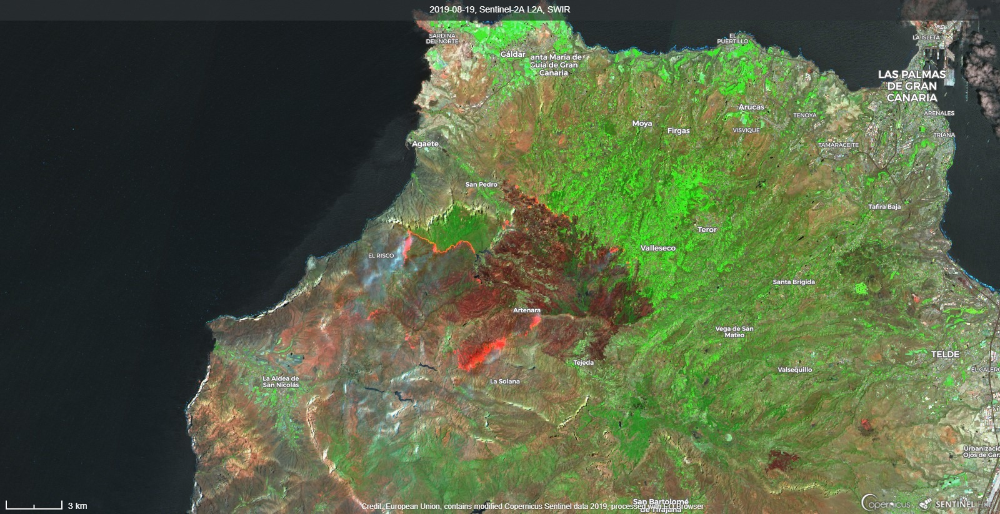 2019-08-19, Sentinel-2A L2A, SWIR
SARDINA
DEL NORTE
EL
PUERTILLO
LA ISLETA
Gáldar
anta María de
Guía de Gran
Canaria
LAS PALMAS
DE GRAN
CANARIA
Arucas
TENOYA
ARENALES
Moya
Firgas
VISVIQUE
TRIANA
Agaete
TAMARACEITE
San Pedro
Tafira Baja
Teror
Valleseco
EL RISCO
Santa Brígida
Artenara
Vega de San
Mateo
TELDE
Tejeda
Valsequillo
EL CALERO
La Aldea de
San Nicolás
La Solana
Urbanizació
Ojos de Garz
San Bartolomé
de Tirajana
3 km
Credit: European Union, contains modified Copernicus Sentinel data 2019, processed with EO Browser
Copernicus
SENTINEL Hub